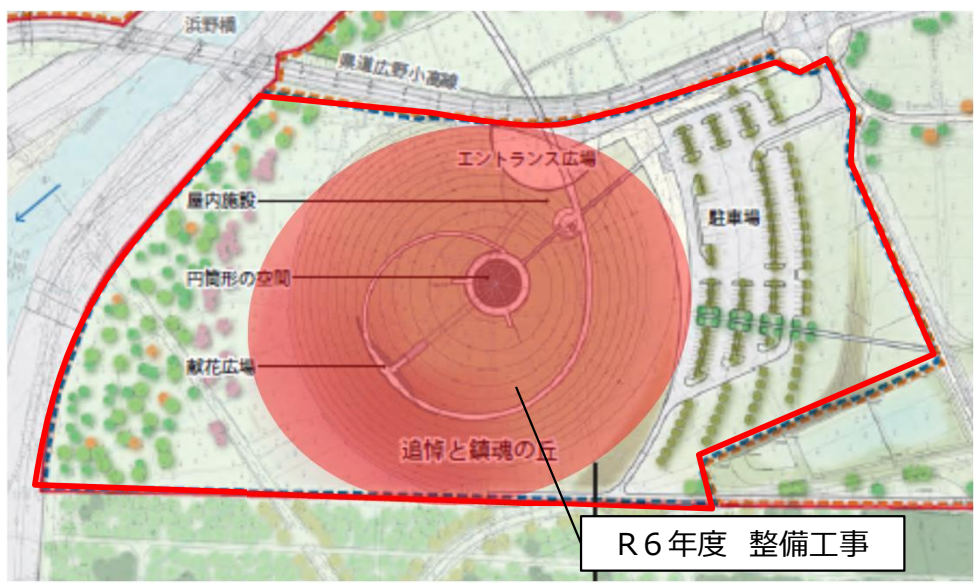 浜野橋
県道広野小高線
エントランス広場
屋内施設
駐車場
円筒形の空間
献花広場
追悼と鎮魂の丘
R6年度 整備工事